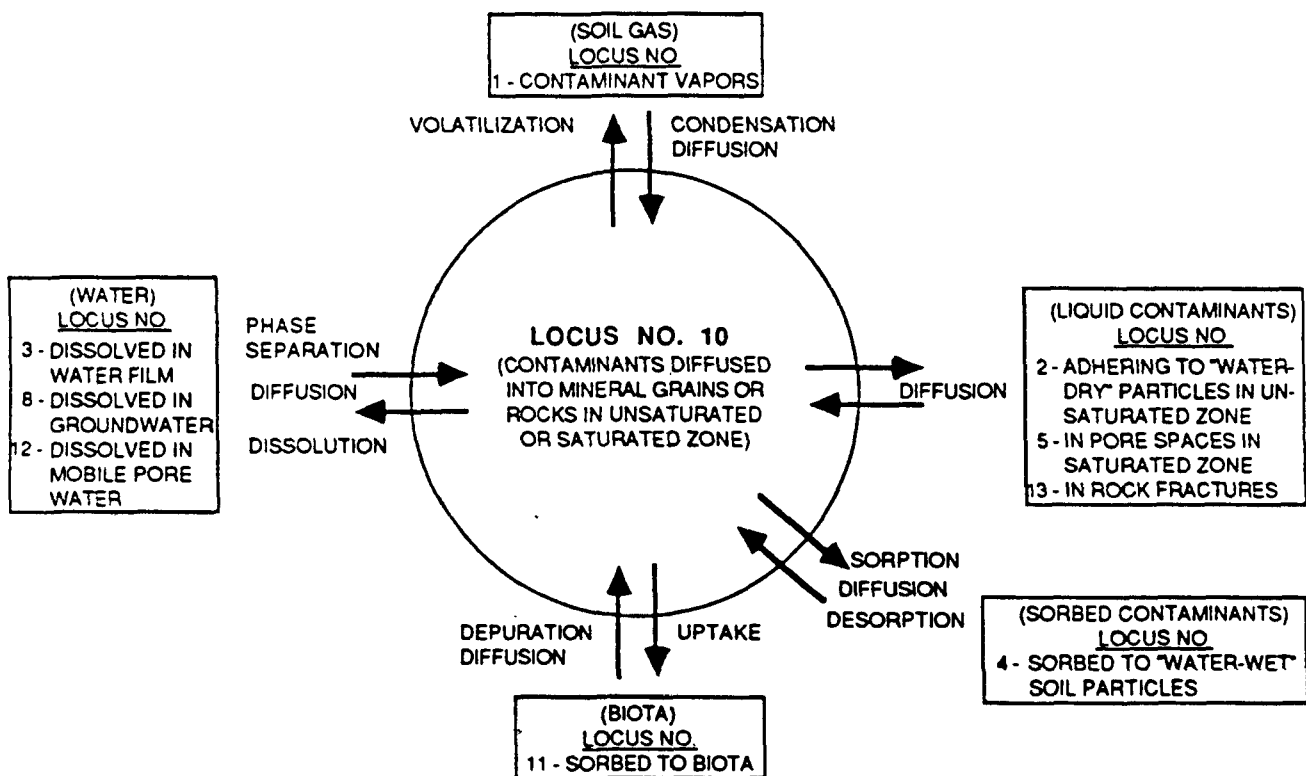 (SOIL GAS)
LOCUS NO
1 - CONTAMINANT VAPORS
VOLATILIZATION
CONDENSATION
DIFFUSION
(WATER)
LOCUS NO
3 - DISSOLVED IN
WATER FILM
8 - DISSOLVED IN
GROUNDWATER
12 - DISSOLVED IN
MOBILE PORE
WATER
PHASE
SEPARATION
DIFFUSION
DISSOLUTION
LOCUS NO. 10
(CONTAMINANTS DIFFUSED
INTO MINERAL GRAINS OR
ROCKS IN UNSATURATED
OR SATURATED ZONE)
DIFFUSION
(LIQUID CONTAMINANTS)
LOCUS NO
2 - ADHERING TO "WATER-
DRY" PARTICLES IN UN-
SATURATED ZONE
5 - IN PORE SPACES IN
SATURATED ZONE
13 - IN ROCK FRACTURES
SORPTION
DIFFUSION
DESORPTION
(SORBED CONTAMINANTS)
LOCUS NO
4 - SORBED TO "WATER-WET"
SOIL PARTICLES
DEPURATION
DIFFUSION
UPTAKE
(BIOTA)
LOCUS NO.
11 - SORBED TO BIOTA